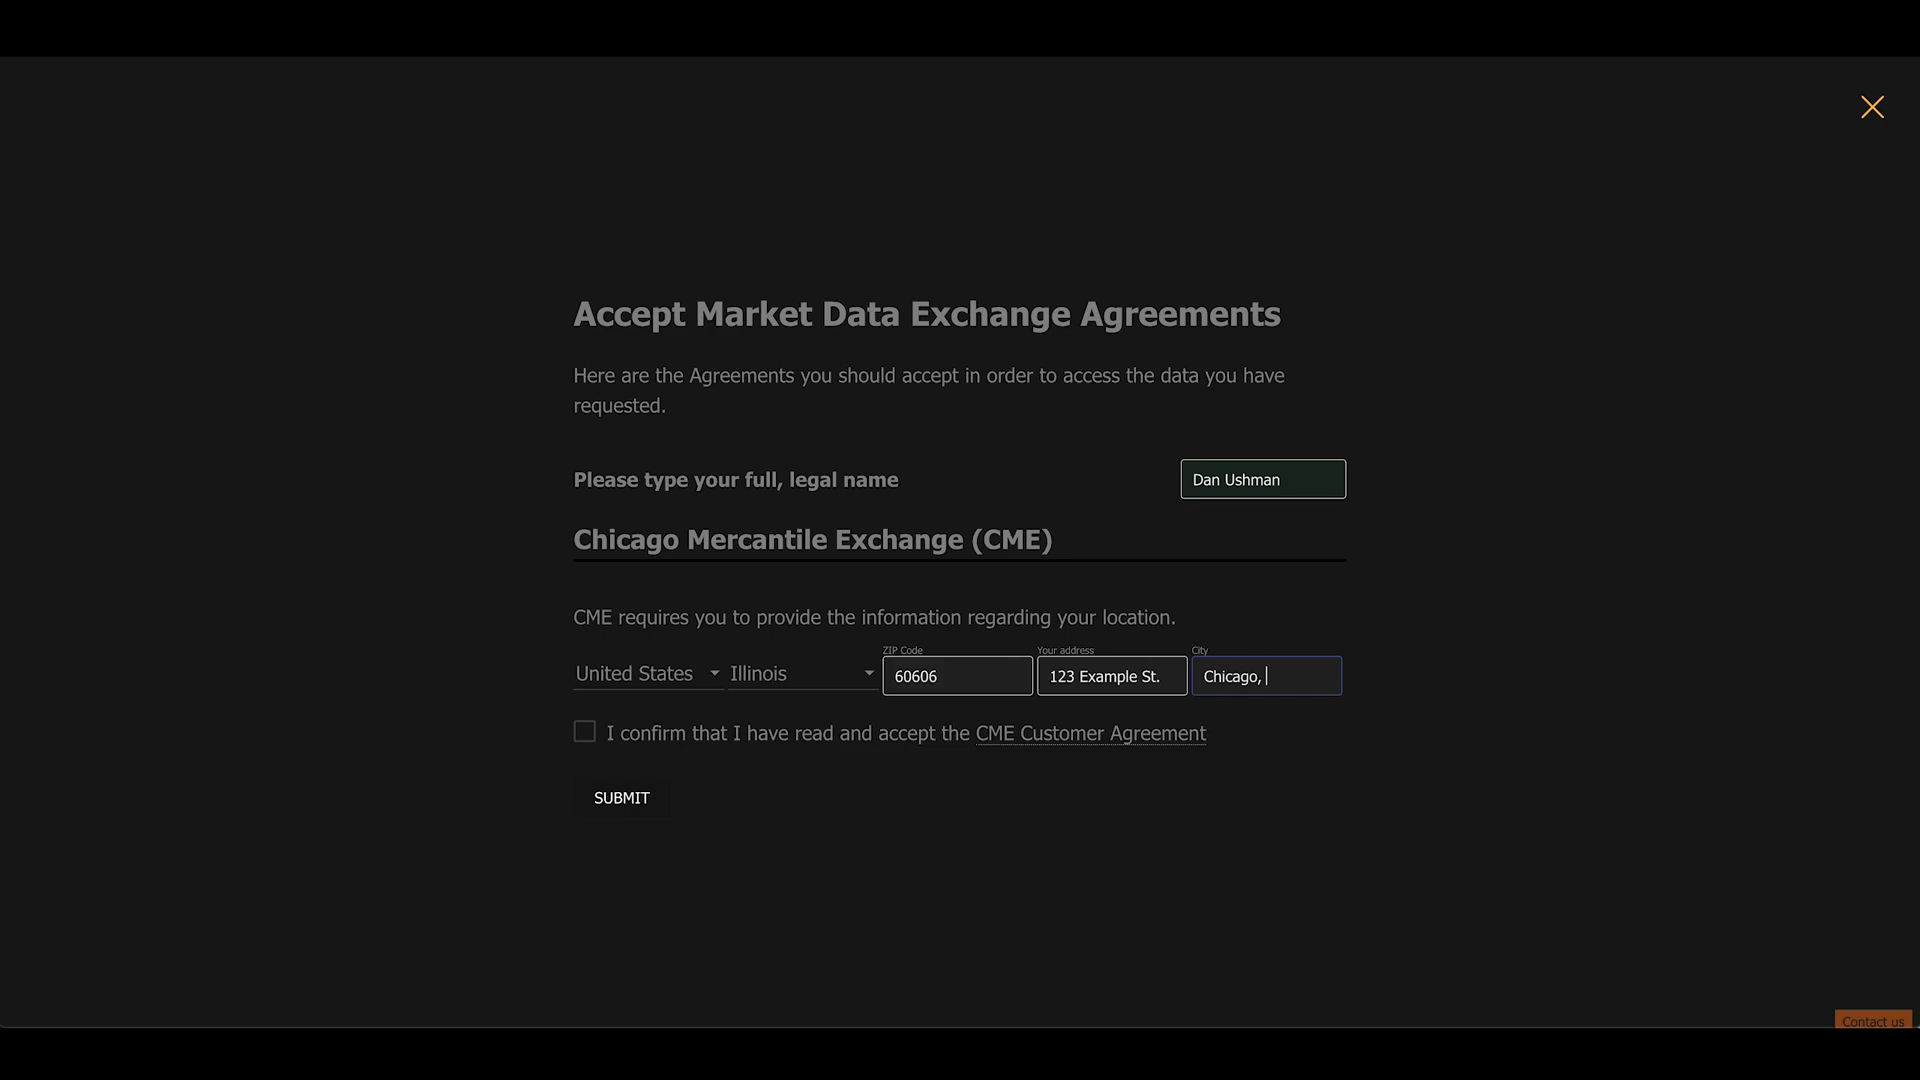 Accept Market Data Exchange Agreements
Here are the Agreements you should accept in order to access the data you have
requested.
Please type your full, legal name
Dan Ushman
Chicago Mercantile Exchange (CME)
CME requires you to provide the information regarding your location.
ZIP Code Your address City
United States Illinois 60606 123 Example St. Chicago,
I confirm that I have read and accept the CME Customer Agreement
SUBMIT
Contact us